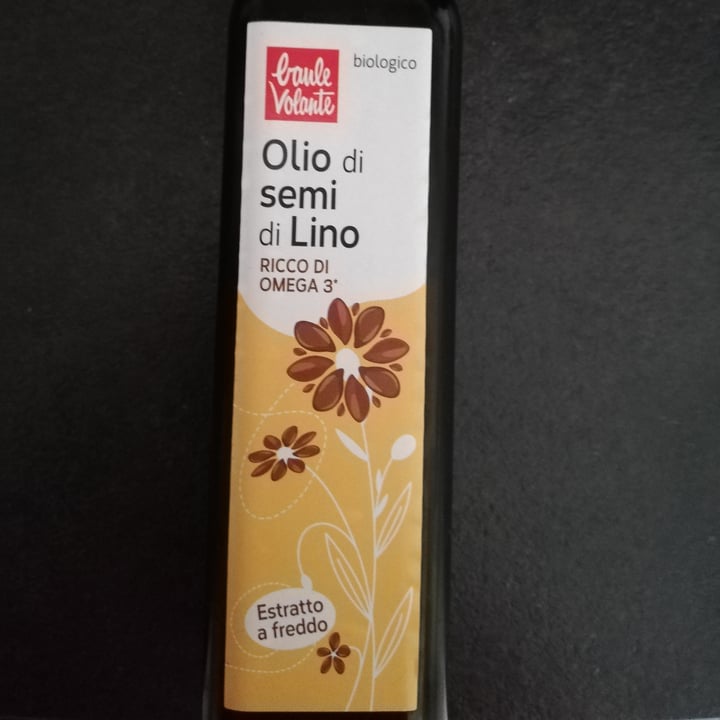 baule
Volante
biologico
Olio di
semi
di Lino
RICCO DI
OMEGA 3*
Estratto
a freddo